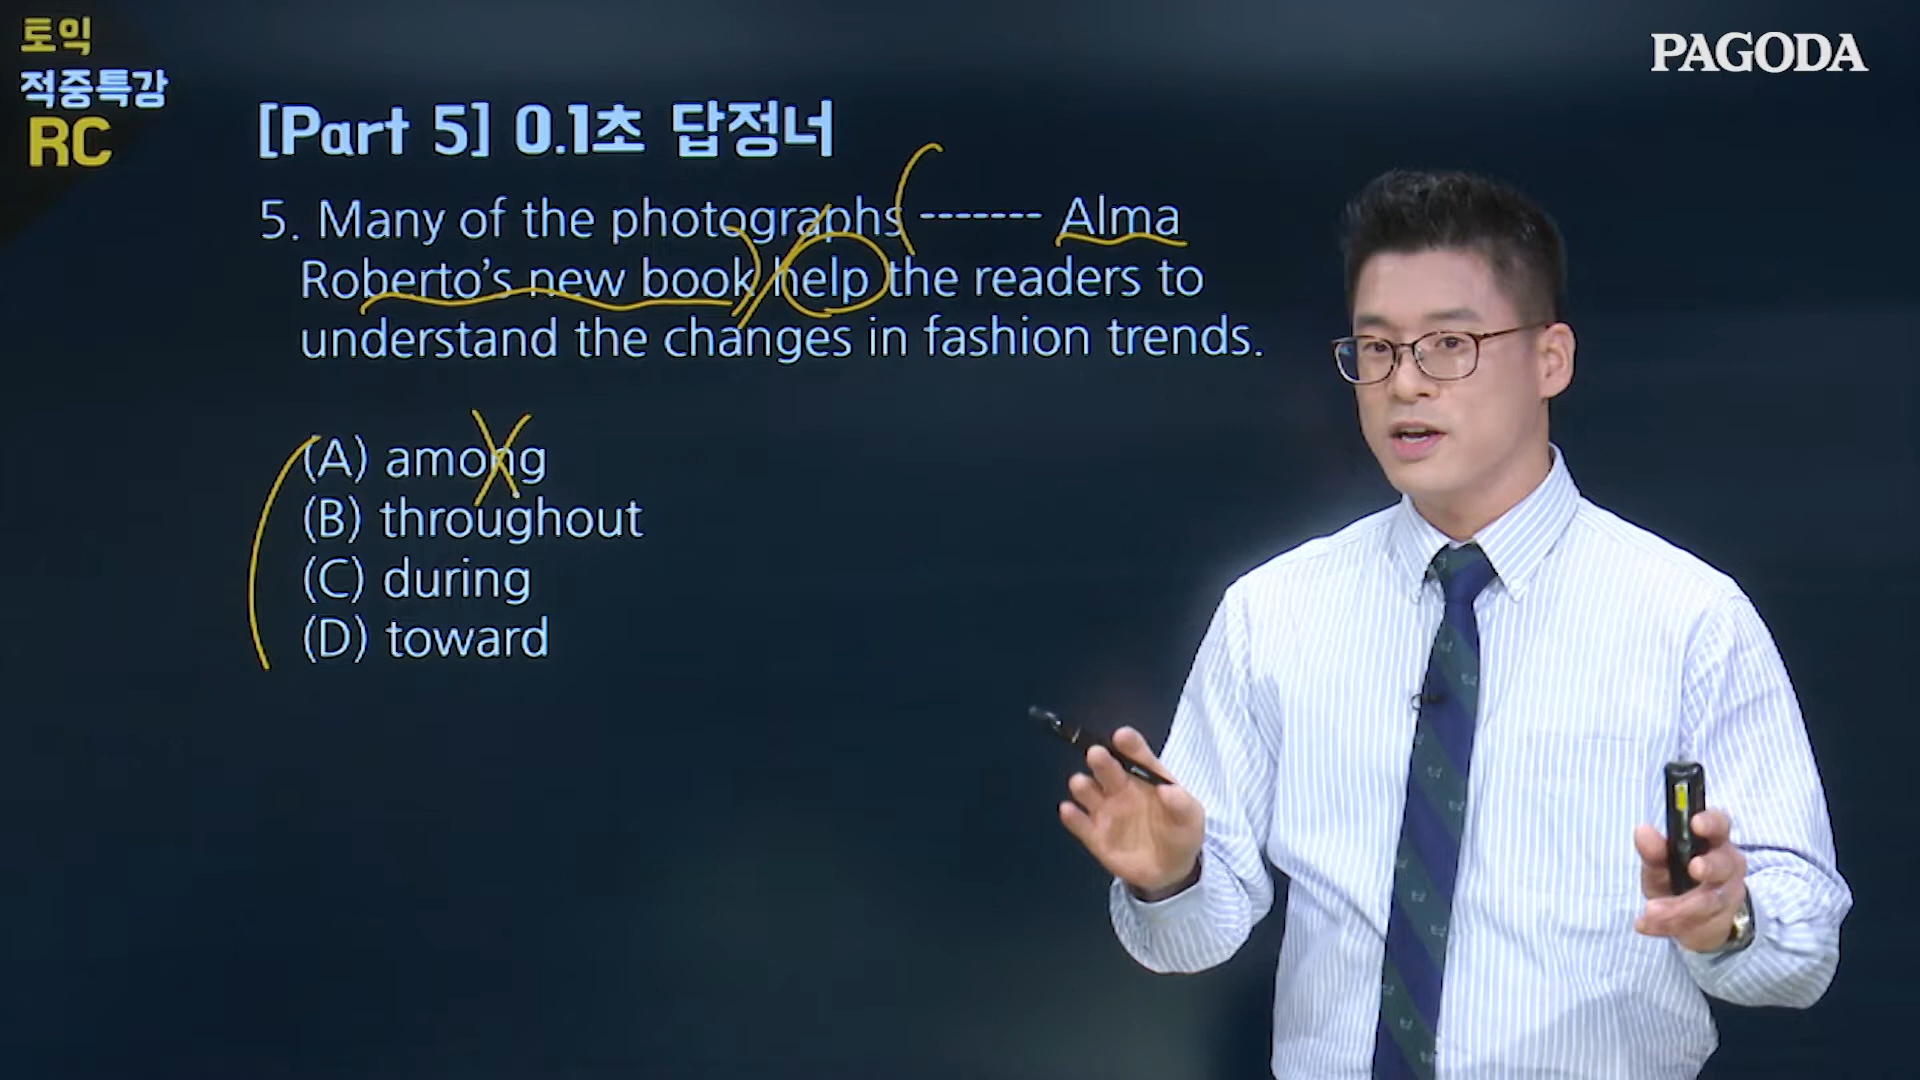 토익
적중특강
RC
PAGODA
[Part 5] 0.1초 답정너
5. Many of the photographs ------- Alma
Roberto's new book help the readers to
understand the changes in fashion trends.
(A) among
(B) throughout
(C) during
(D) toward